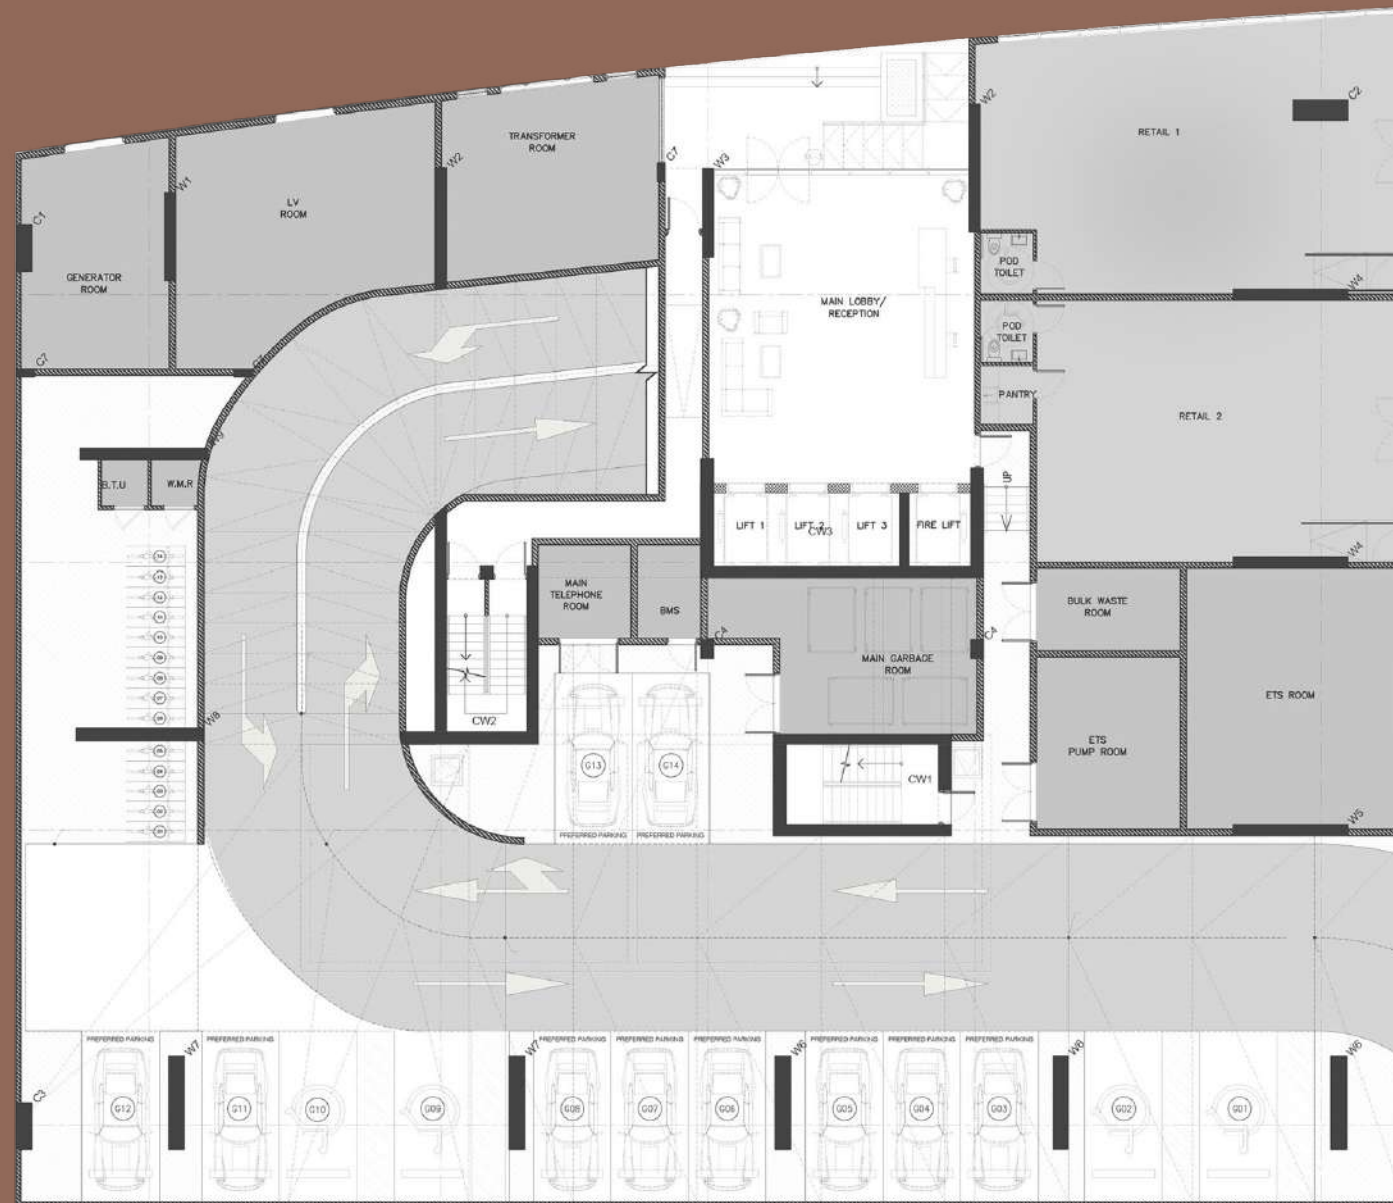 C2
RETAIL 1
TRANSFORMER
ROOM
W2
W2
C7
W3
W1
LV
ROOM
C1
GENERATOR
ROOM
POD
TOILET
W4
MAIN LOBBY/
RECEPTION
POD
TOILET
C7
C7
PANTRY
RETAIL 2
W9
B.T.U
W.M.R
UP
LIFT 1
LIFT 2
LIFT 3
FIRE LIFT
CW3
W4
MAIN
TELEPHONE
ROOM
BMS
C4
C4
BULK WASTE
ROOM
MAIN GARBAGE
ROOM
ETS ROOM
W8
CW2
ETS
PUMP ROOM
G13
G14
CW1
W5
PREFERRED PARKING
PREFERRED PARKING
PREFERRED PARKING
PREFERRED PARKING
PREFERRED PARKING
PREFERRED PARKING
PREFERRED PARKING
PREFERRED PARKING
PREFERRED PARKING
PREFERRED PARKING
W7
W7
W6
W6
W6
C3
G12
G11
G10
G09
G08
G07
G06
G05
G04
G03
G02
G01